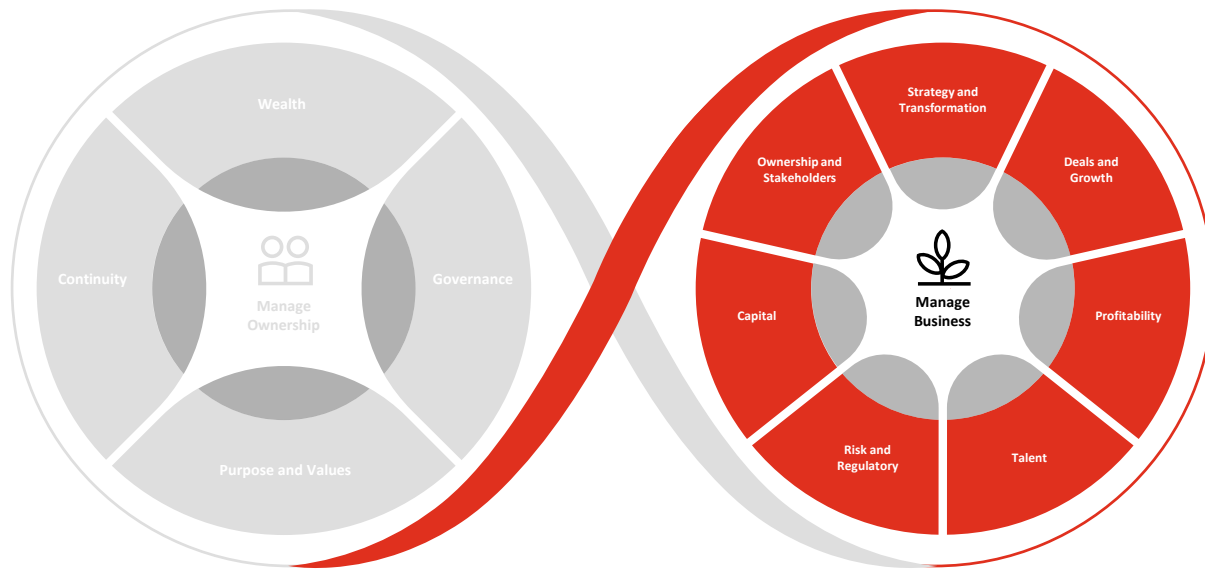 Wealth
Continuity
Governance
Manage
Ownership
Purpose and Values
Strategy and
Transformation
Ownership and
Stakeholders
Deals and
Growth
Capital
Manage
Business
Profitability
Risk and
Regulatory
Talent